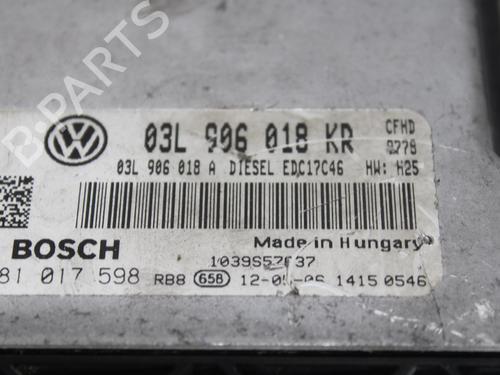 B-PARTS
03L 906 018 KR CFHD
9778
03L 906 018 A DIESEL EDC17C46 HW: H25
BOSCH
Made in Hungary
81 017 598 RB8 658 1415 0546